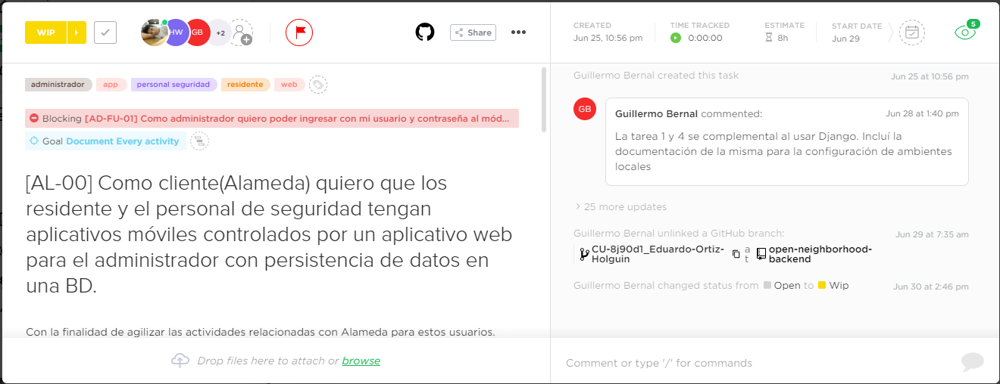 WIP
HW
GB
+2
Share
CREATED
Jun 25, 10:56 pm
TIME TRACKED
0:00:00
ESTIMATE
8h
START DATE
Jun 29
5
administrador
app
personal seguridad
residente
web
Blocking [AD-FU-01] Como administrador quiero poder ingresar con mi usuario y contraseña al mód...
Goal Document Every activity
[AL-00] Como cliente(Alameda) quiero que los
residente y el personal de seguridad tengan
aplicativos móviles controlados por un aplicativo web
para el administrador con persistencia de datos en
una BD.
Con la finalidad de agilizar las actividades relacionadas con Alameda para estos usuarios.
Drop files here to attach or browse
Guillermo Bernal created this task
Jun 25 at 10:56 pm
GB
Guillermo Bernal commented:
Jun 28 at 1:40 pm
La tarea 1 y 4 se complemental al usar Django. Incluí la
documentación de la misma para la configuración de ambientes
locales
25 more updates
Guillermo Bernal unlinked a GitHub branch:
Jun 29 at 7:35 am
CU-8j90d1_Eduardo-Ortiz-
Holguin
a
t
open-neighborhood-
backend
Guillermo Bernal changed status from Open to Wip
Jun 30 at 2:46 pm
Comment or type '/' for commands